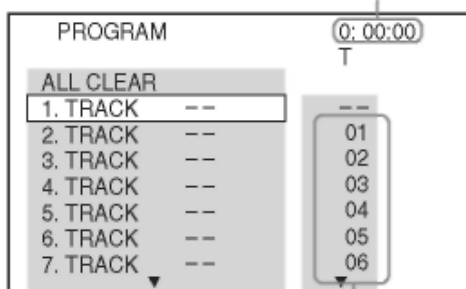 PROGRAM 0: 00:00
T
ALL CLEAR
1. TRACK -- --
2. TRACK -- 01
3. TRACK -- 02
4. TRACK -- 03
5. TRACK -- 04
6. TRACK -- 05
7. TRACK -- 06